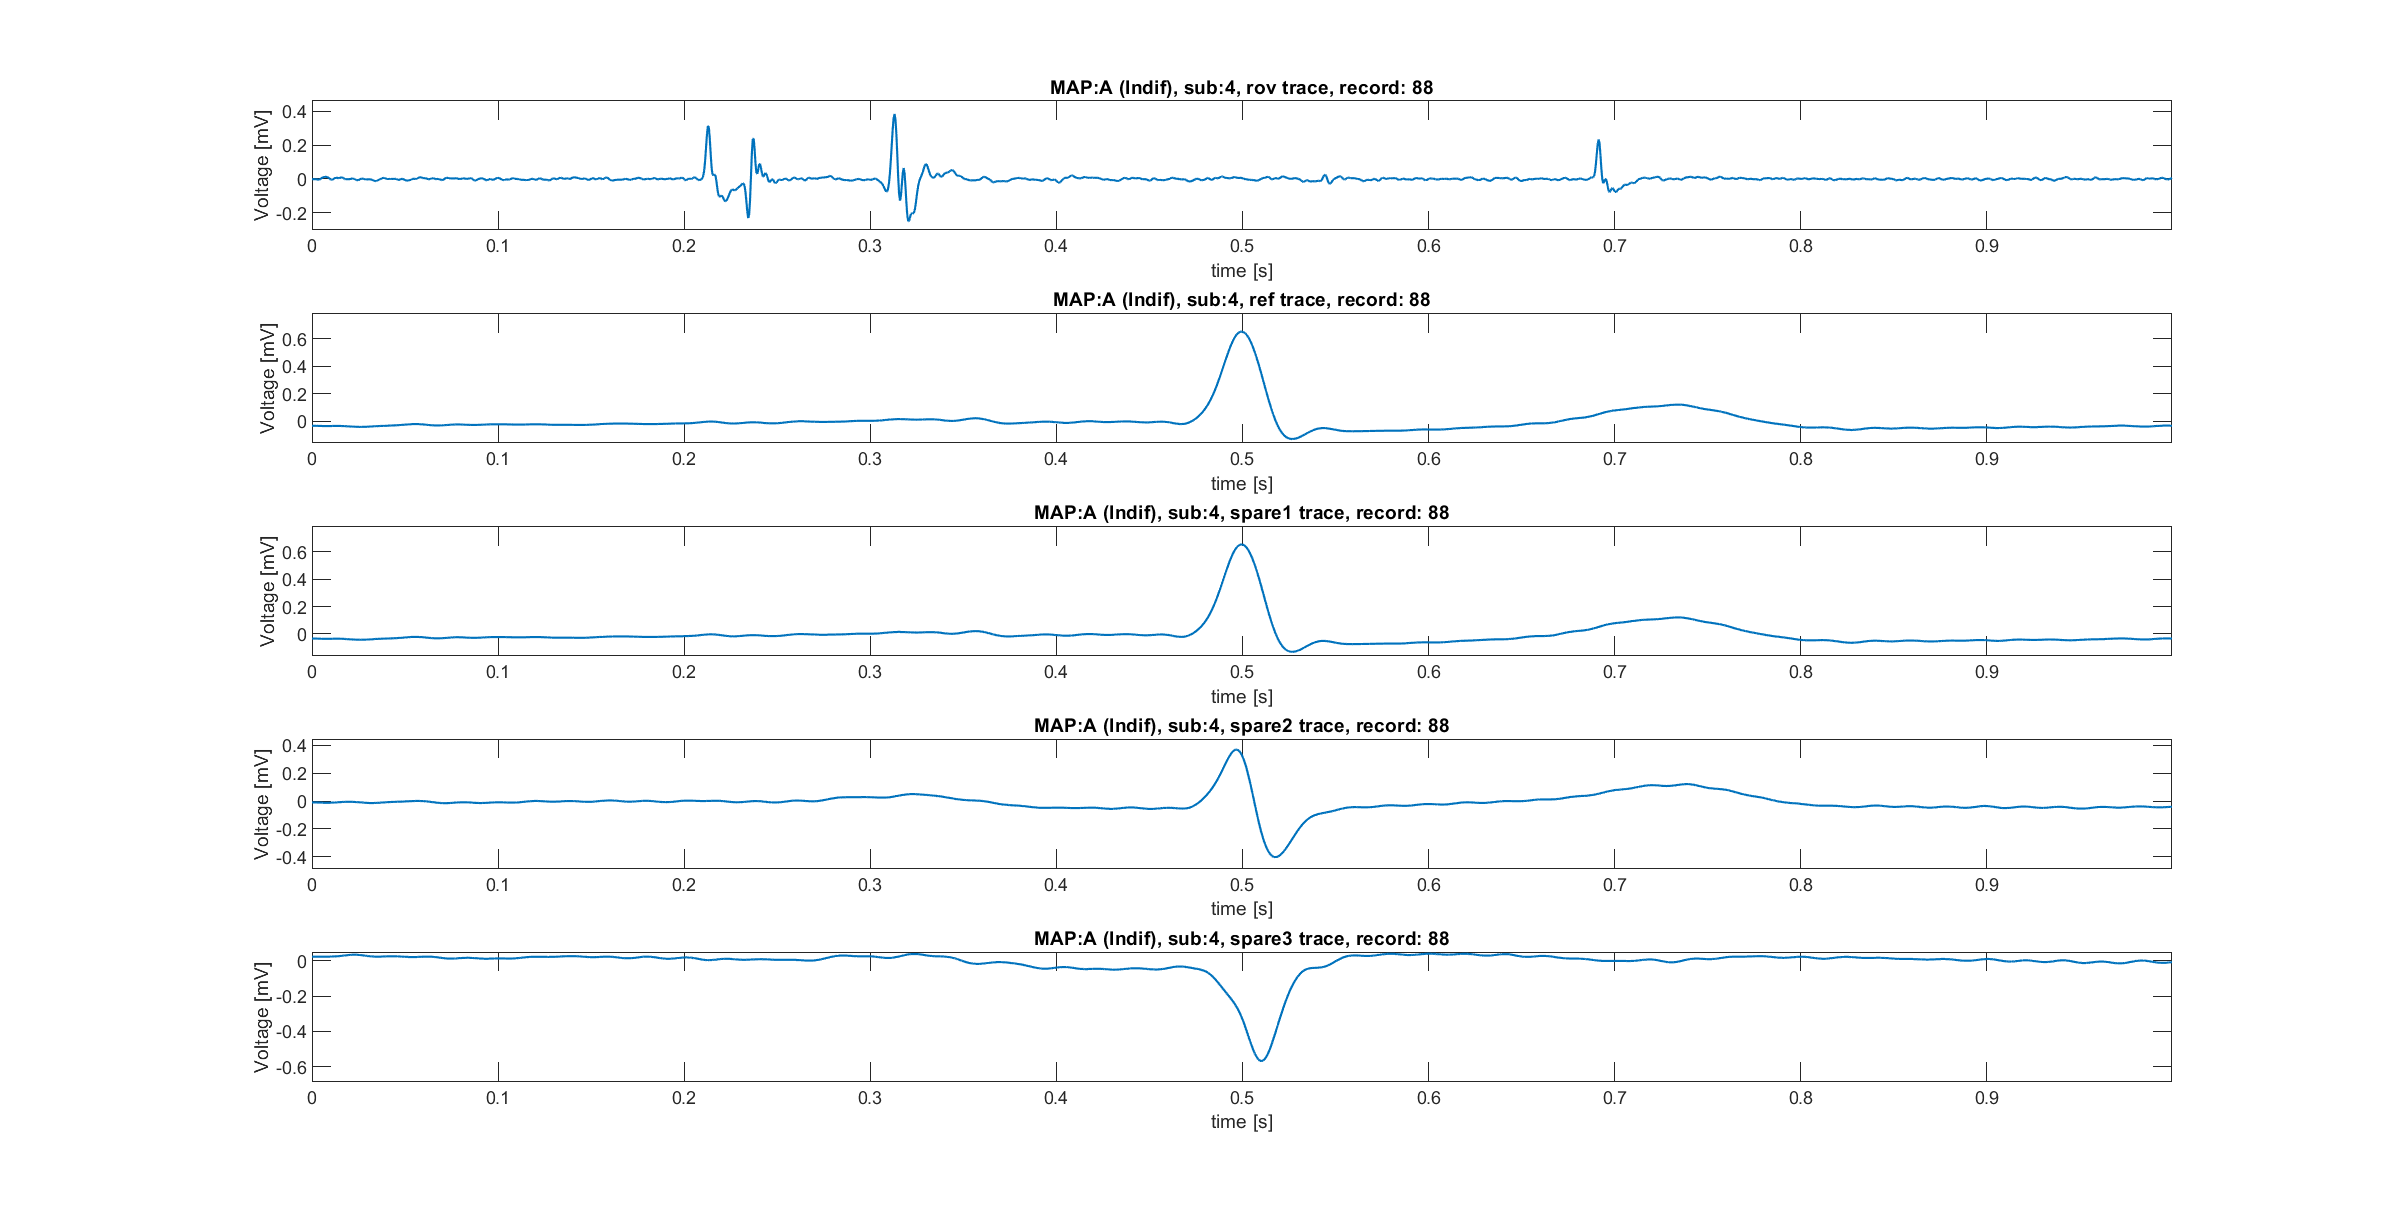 MAP:A (Indif), sub:4, rov trace, record: 88
Voltage [mV]
0.4
0.2
0
-0.2
0 0.1 0.2 0.3 0.4 0.5 0.6 0.7 0.8 0.9
time [s]
MAP:A (Indif), sub:4, ref trace, record: 88
Voltage [mV]
0.6
0.4
0.2
0
0 0.1 0.2 0.3 0.4 0.5 0.6 0.7 0.8 0.9
time [s]
MAP:A (Indif), sub:4, spare1 trace, record: 88
Voltage [mV]
0.6
0.4
0.2
0
0 0.1 0.2 0.3 0.4 0.5 0.6 0.7 0.8 0.9
time [s]
MAP:A (Indif), sub:4, spare2 trace, record: 88
Voltage [mV]
0.4
0.2
0
-0.2
-0.4
0 0.1 0.2 0.3 0.4 0.5 0.6 0.7 0.8 0.9
time [s]
MAP:A (Indif), sub:4, spare3 trace, record: 88
Voltage [mV]
0
-0.2
-0.4
-0.6
0 0.1 0.2 0.3 0.4 0.5 0.6 0.7 0.8 0.9
time [s]